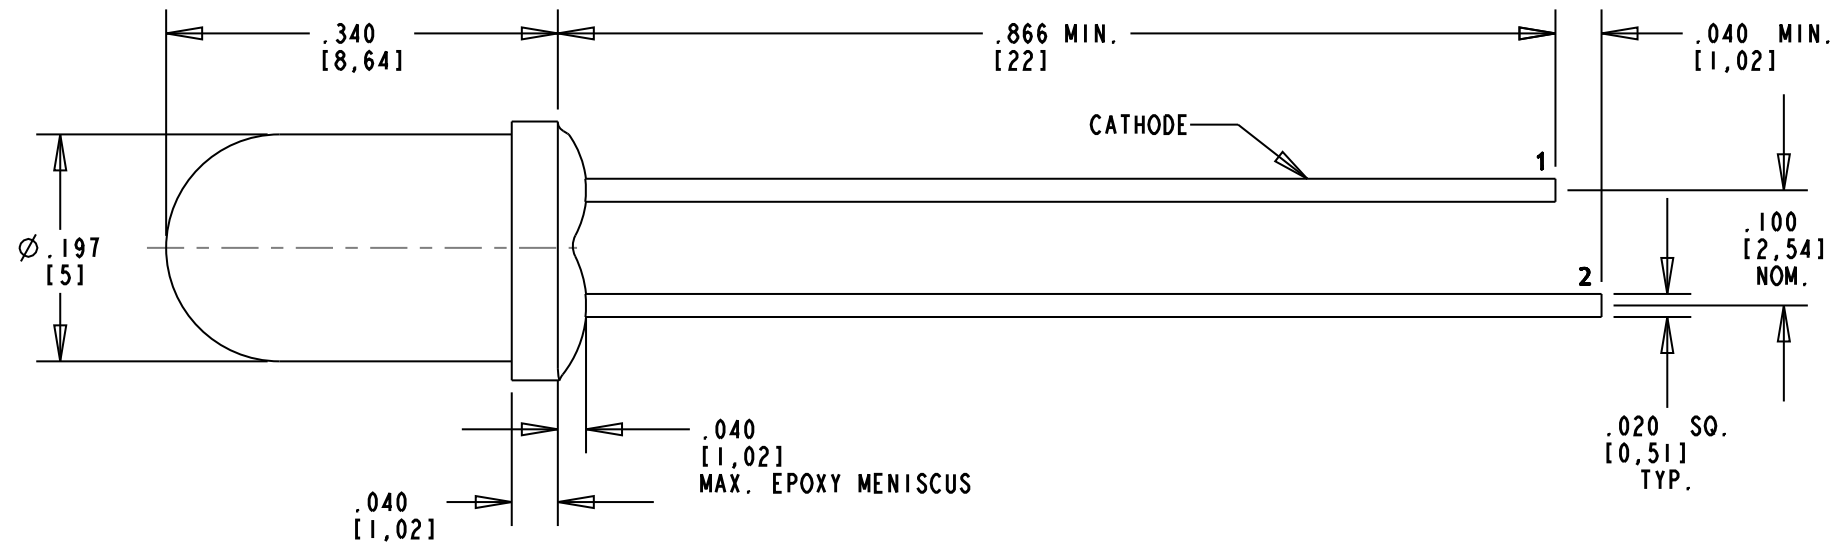 .340
[8,64]
.866 MIN.
[22]
.040 MIN.
[1,02]
CATHODE
1
.100
[2,54]
NOM.
Ø.197
[5]
2
.040
[1,02]
MAX. EPOXY MENISCUS
.020 SQ.
[0,51]
TYP.
.040
[1,02]